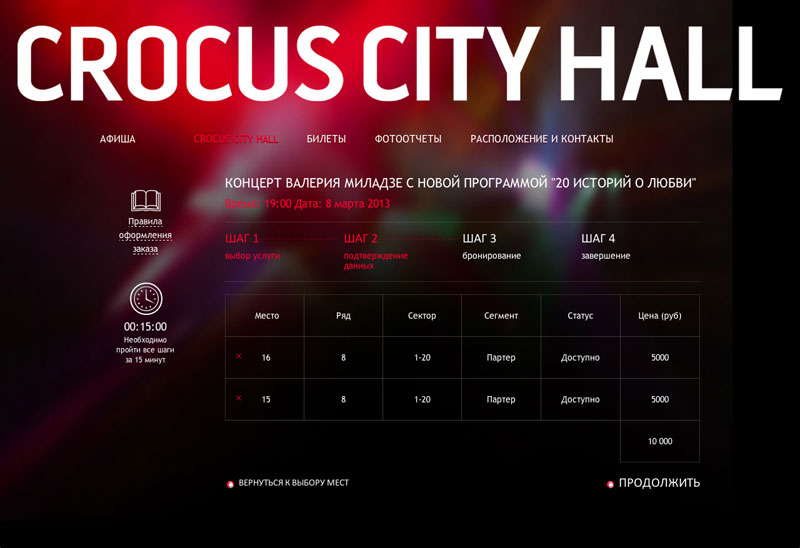 CROCUS CITY HALL
АФИША CROCUS CITY HALL БИЛЕТЫ ФОТООТЧЕТЫ РАСПОЛОЖЕНИЕ И КОНТАКТЫ
КОНЦЕРТ ВАЛЕРИЯ МИЛАДЗЕ С НОВОЙ ПРОГРАММОЙ "20 ИСТОРИЙ О ЛЮБВИ"
Время: 19:00 Дата: 8 марта 2013
Правила
оформления
заказа
00:15:00
Необходимо
пройти все шаги
за 15 минут
ШАГ 1 ШАГ 2 ШАГ 3 ШАГ 4
выбор услуги подтверждение бронирование завершение
данных
Место Ряд Сектор Сегмент Статус Цена (руб)
× 16 8 1-20 Партер Доступно 5000
× 15 8 1-20 Партер Доступно 5000
10 000
ВЕРНУТЬСЯ К ВЫБОРУ МЕСТ ПРОДОЛЖИТЬ